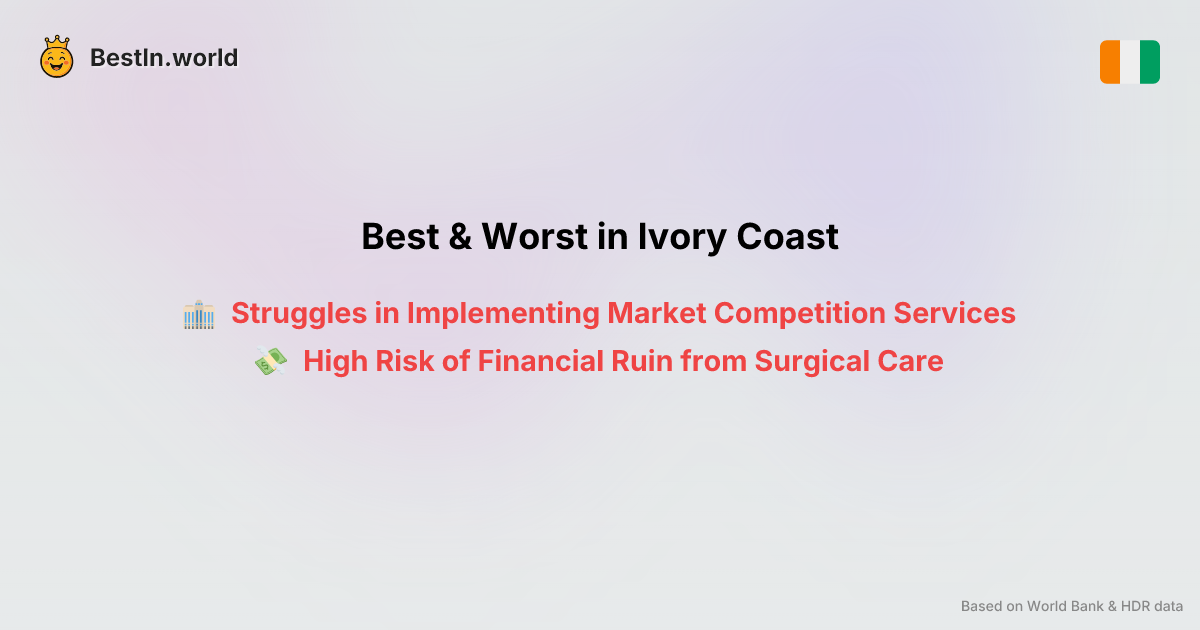 BestIn.world
Best & Worst in Ivory Coast
Struggles in Implementing Market Competition Services
High Risk of Financial Ruin from Surgical Care
Based on World Bank & HDR data